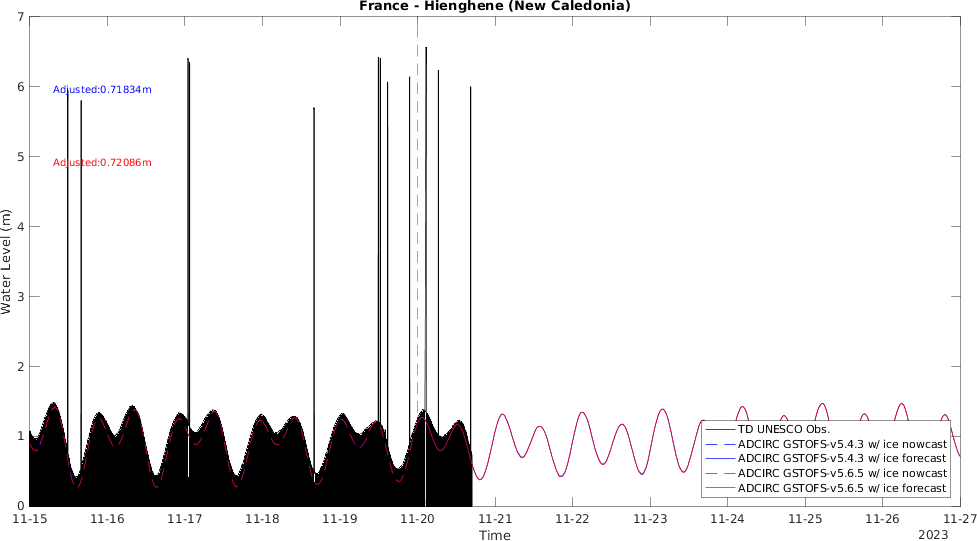 France - Hienghene (New Caledonia)
7
6
5
4
3
2
1
0
Water Level (m)
Adjusted:0.71834m
Adjusted:0.72086m
TD UNESCO Obs.
ADCIRC GSTOFS-v5.4.3 w/ ice nowcast
ADCIRC GSTOFS-v5.4.3 w/ ice forecast
ADCIRC GSTOFS-v5.6.5 w/ ice nowcast
ADCIRC GSTOFS-v5.6.5 w/ ice forecast
11-15 11-16 11-17 11-18 11-19 11-20 11-21 11-22 11-23 11-24 11-25 11-26 11-27
Time
2023